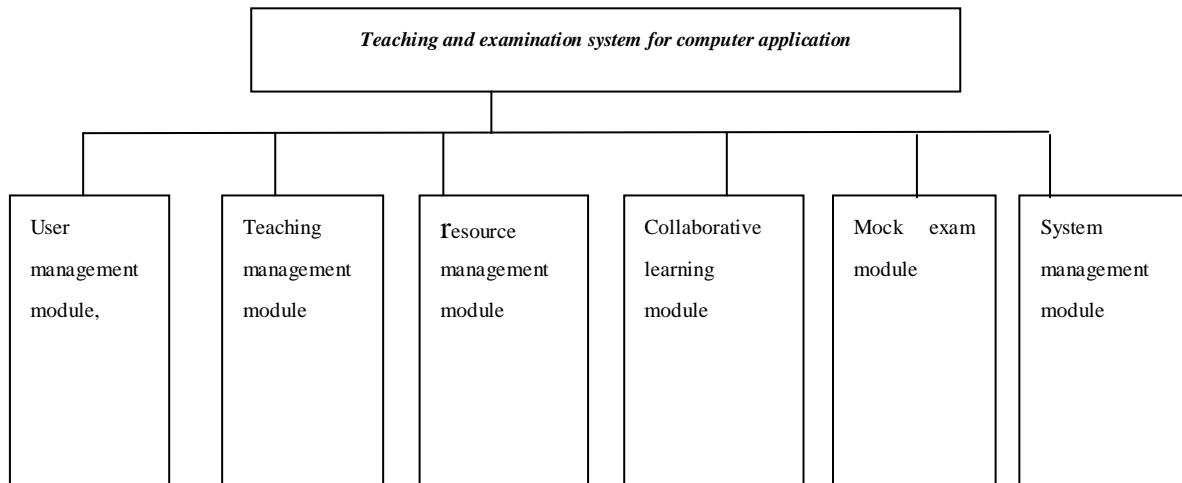 Teaching and examination system for computer application
User
management
module,
Teaching
management
module
resource
management
module
Collaborative
learning
module
Mock exam
module
System
management
module